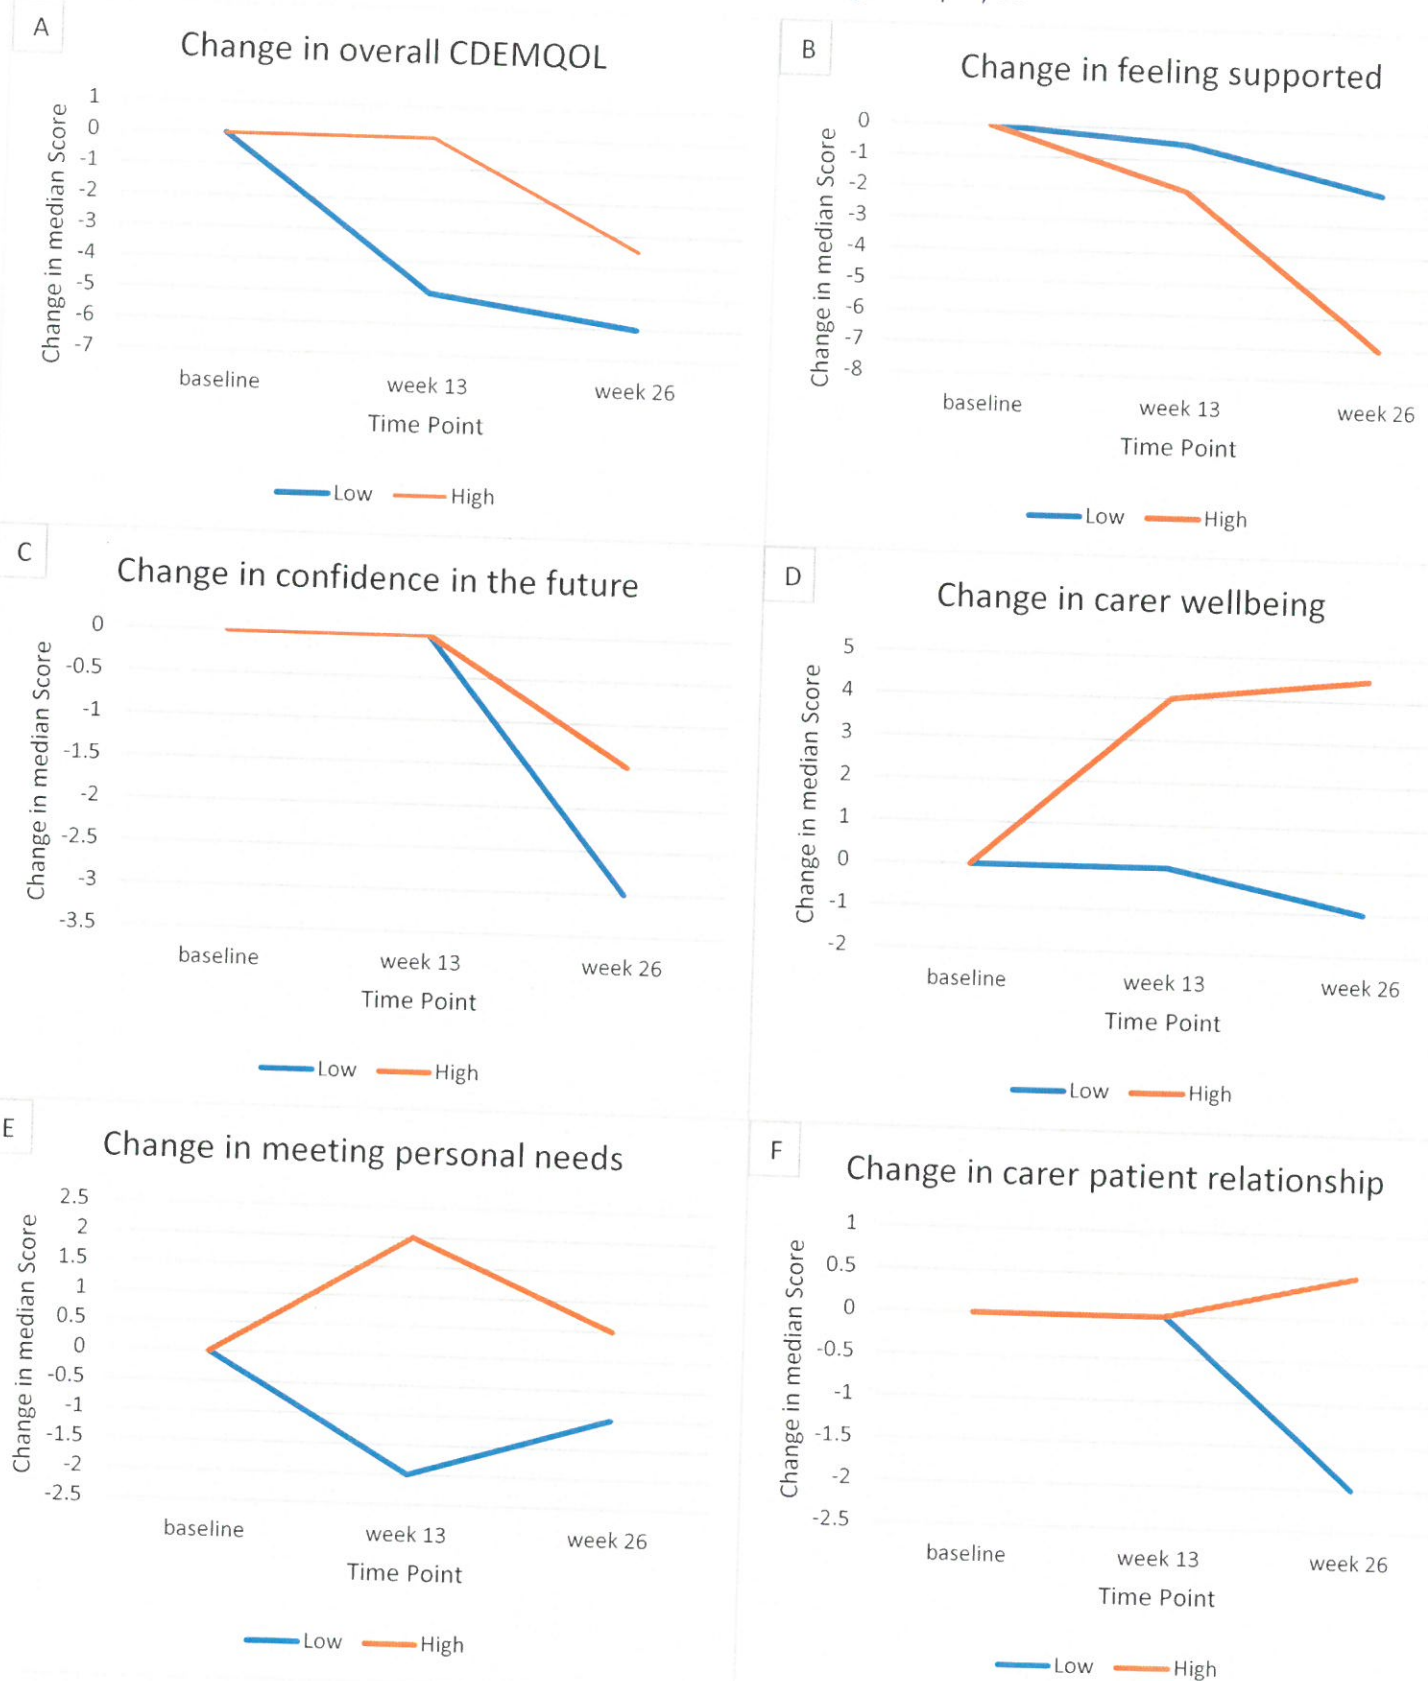 A
Change in overall CDEMQOL
Change in median Score
1
0
-1
-2
-3
-4
-5
-6
-7
baseline
week 13
week 26
Time Point
Low
High
B
Change in feeling supported
Change in median Score
0
-1
-2
-3
-4
-5
-6
-7
-8
baseline
week 13
week 26
Time Point
Low
High
C
Change in confidence in the future
Change in median Score
0
-0.5
-1
-1.5
-2
-2.5
-3
-3.5
baseline
week 13
week 26
Time Point
Low
High
D
Change in carer wellbeing
Change in median Score
5
4
3
2
1
0
-1
-2
baseline
week 13
week 26
Time Point
Low
High
E
Change in meeting personal needs
Change in median Score
2.5
2
1.5
1
0.5
0
-0.5
-1
-1.5
-2
-2.5
baseline
week 13
week 26
Time Point
Low
High
F
Change in carer patient relationship
Change in median Score
1
0.5
0
-0.5
-1
-1.5
-2
-2.5
baseline
week 13
week 26
Time Point
Low
High